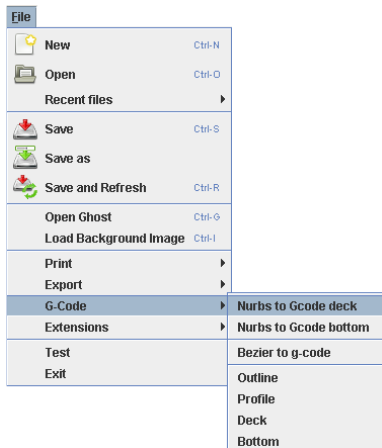 File
New Ctrl-N
Open Ctrl-O
Recent files
Save Ctrl-S
Save as
Save and Refresh Ctrl-R
Open Ghost Ctrl-G
Load Background Image Ctrl-I
Print
Export
G-Code
Extensions
Test
Exit
Nurbs to Gcode deck
Nurbs to Gcode bottom
Bezier to g-code
Outline
Profile
Deck
Bottom